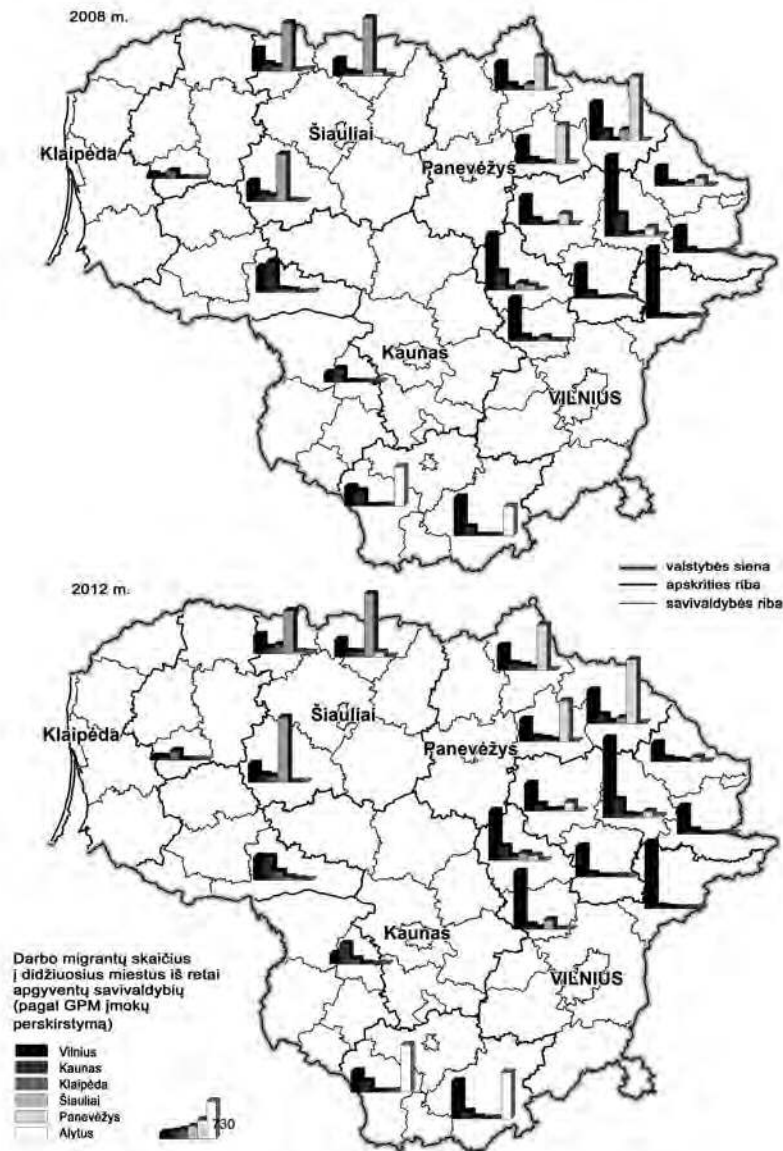 2008 m.
Šiauliai
Klaipėda
Panevėžys
Kaunas
VILNIUS
valstybės siena
apskrities riba
savivaldybės riba
2012 m.
Šiauliai
Klaipėda
Panevėžys
Kaunas
VILNIUS
Darbo migrantų skaičius
į didžiuosius miestus iš retai
apgyventų savivaldybių
(pagal GPM įmokų
perskirstymą)
Vilnius
Kaunas
Klaipėda
Šiauliai
Panevėžys
Alytus
730